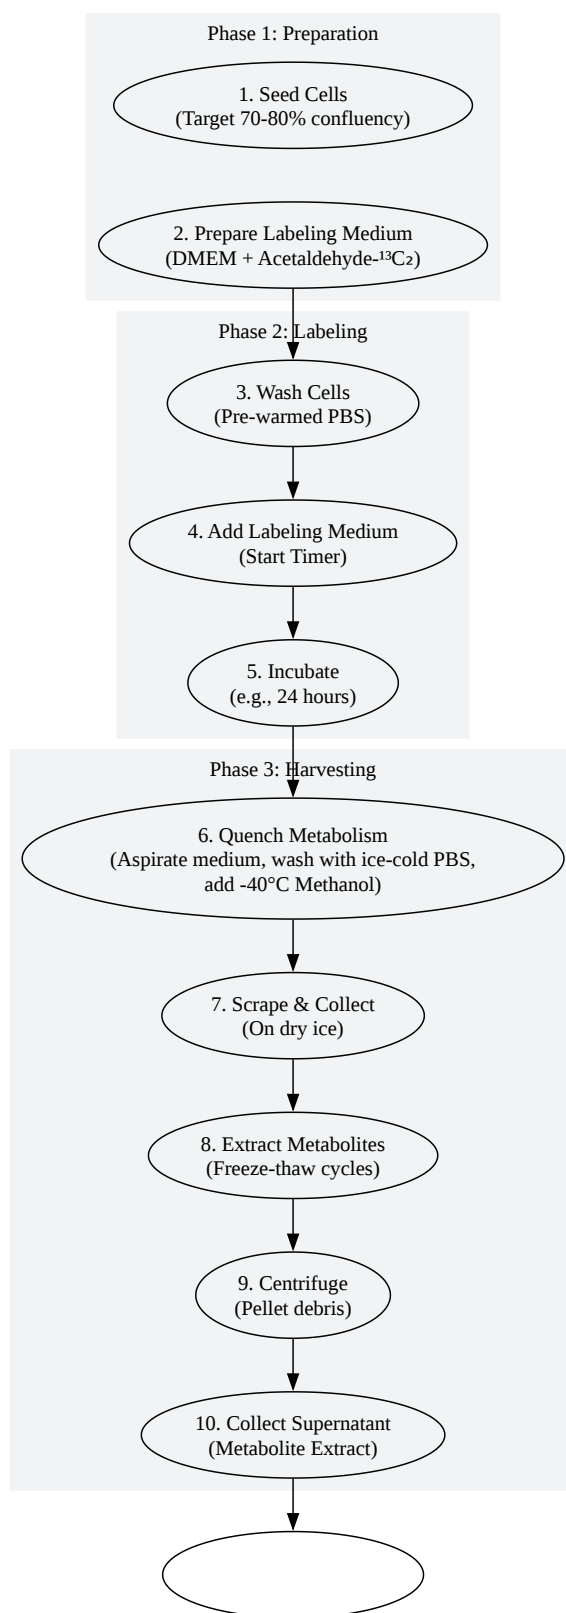 Phase 1: Preparation
1. Seed Cells
(Target 70-80% confluency)
2. Prepare Labeling Medium
(DMEM + Acetaldehyde-¹³C₂)
Phase 2: Labeling
3. Wash Cells
(Pre-warmed PBS)
4. Add Labeling Medium
(Start Timer)
5. Incubate
(e.g., 24 hours)
Phase 3: Harvesting
6. Quench Metabolism
(Aspirate medium, wash with ice-cold PBS,
add -40°C Methanol)
7. Scrape & Collect
(On dry ice)
8. Extract Metabolites
(Freeze-thaw cycles)
9. Centrifuge
(Pellet debris)
10. Collect Supernatant
(Metabolite Extract)